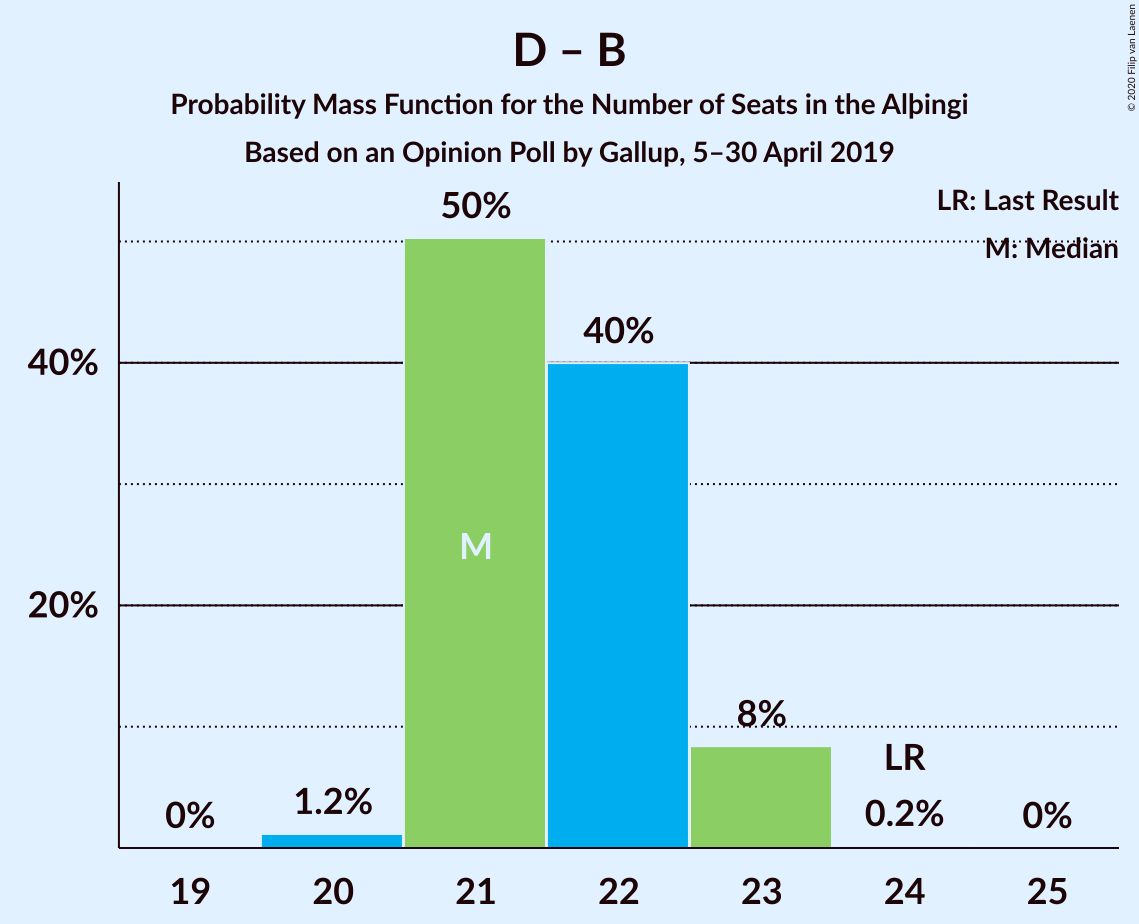 © 2020 Filip van Laenen
D – B
Probability Mass Function for the Number of Seats in the Alþingi
Based on an Opinion Poll by Gallup, 5–30 April 2019
LR: Last Result
M: Median
50%
40%
40%
M
20%
8%
LR
1.2%
0%
0.2%
0%
19
20
21
22
23
24
25